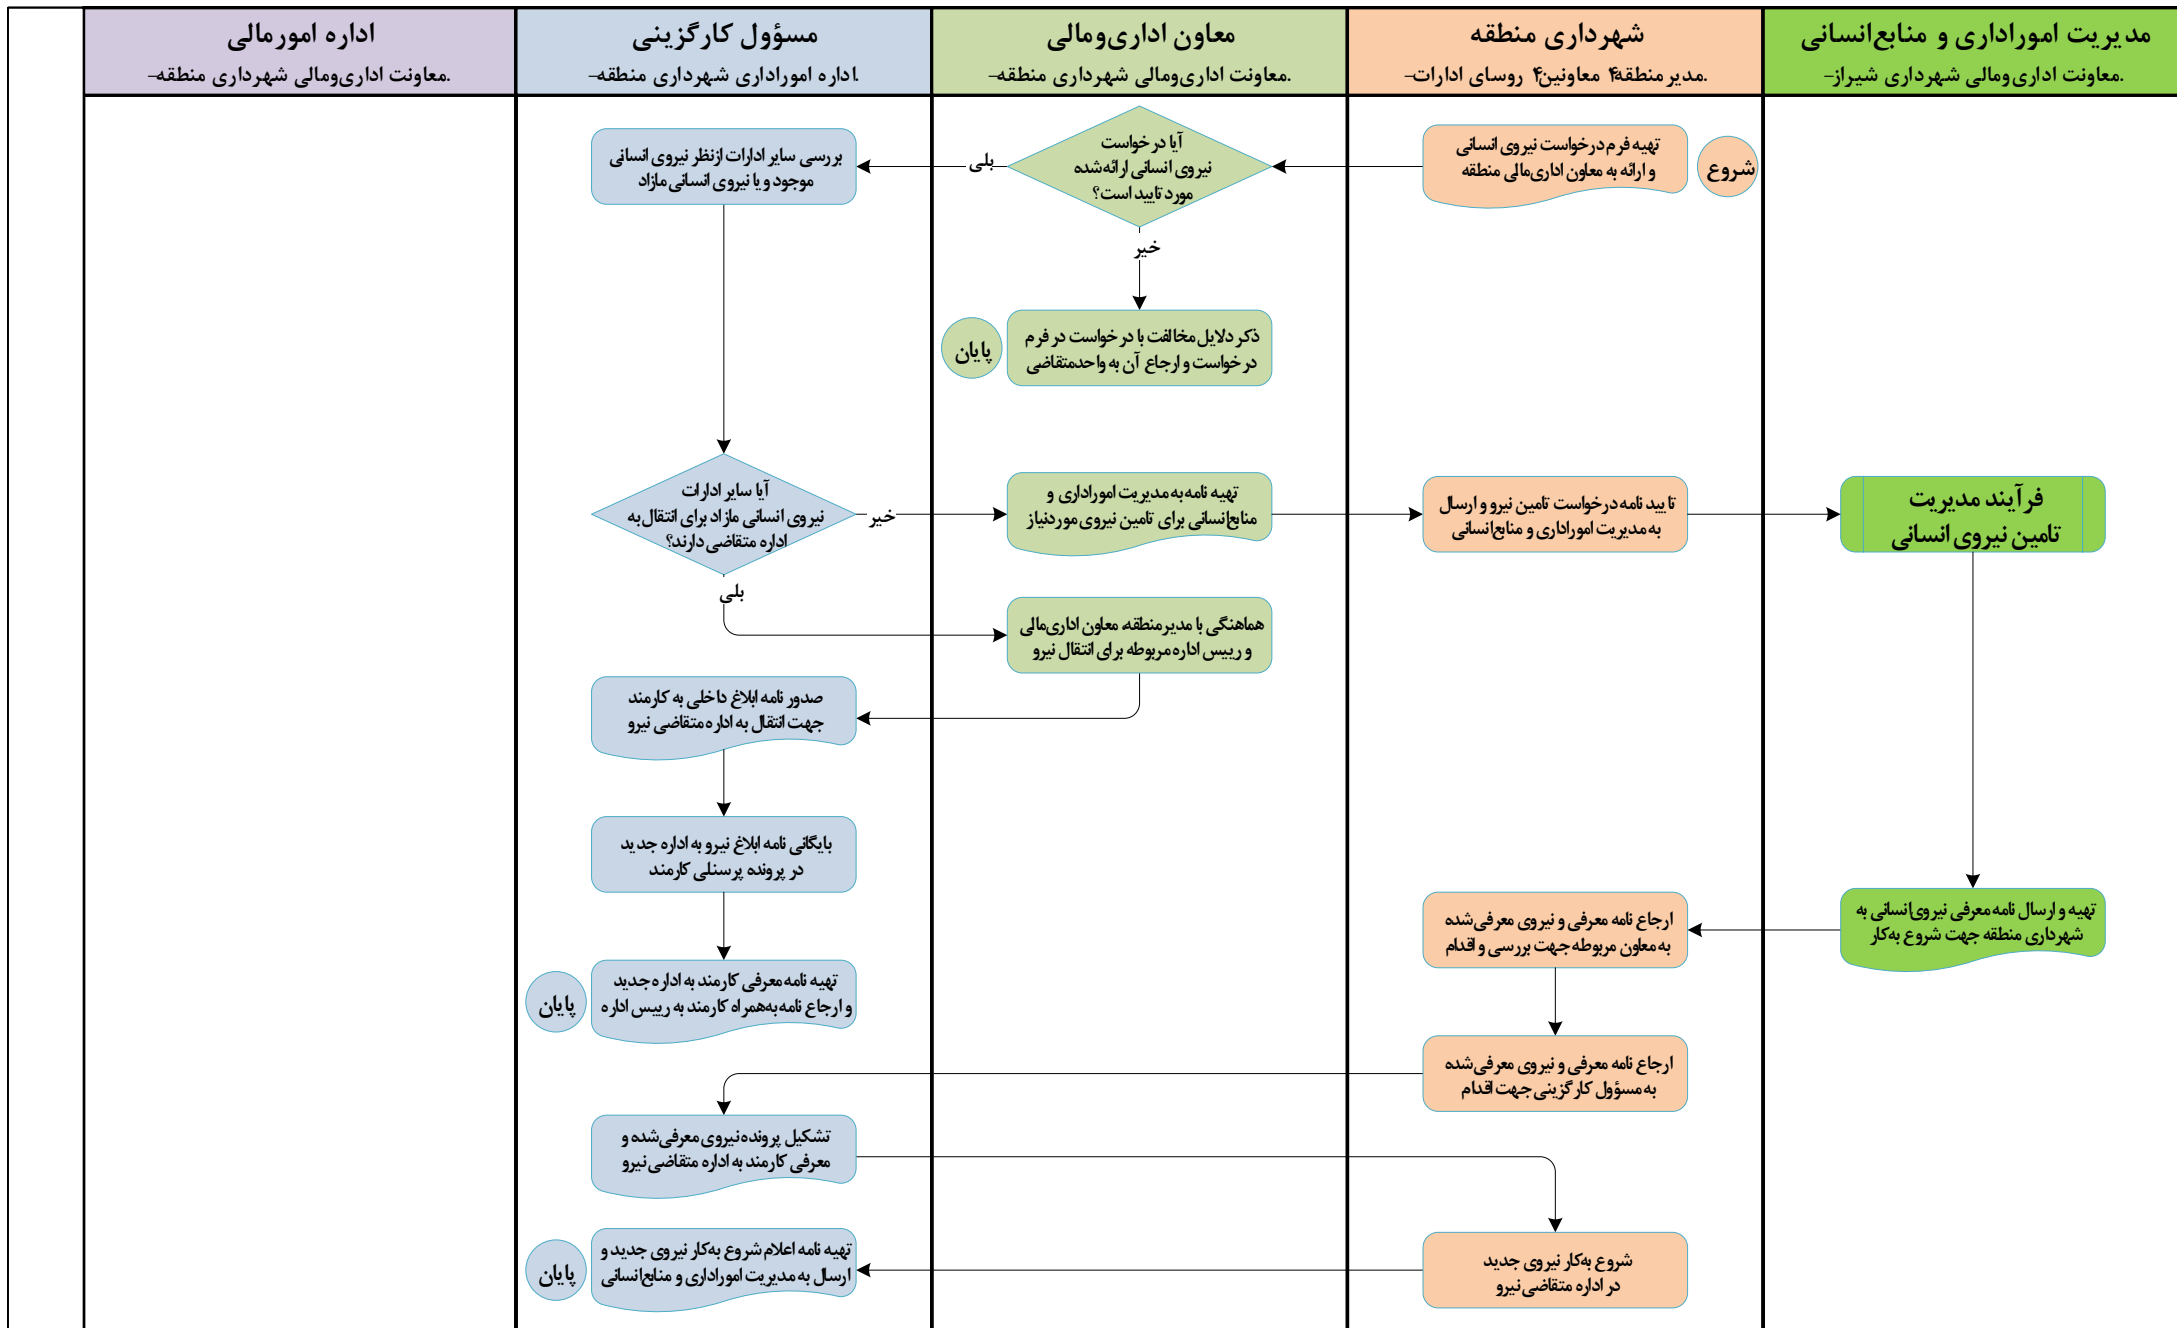 مدیریت اموراداری و منابع‌انسانی
.معاونت اداری‌ومالی شهرداری شیراز-
شهرداری منطقه
.مدیرمنطقه۴ معاونین۴ روسای ادارات-
معاون اداری‌ومالی
.معاونت اداری‌ومالی شهرداری منطقه-
مسؤول کارگزینی
.اداره اموراداری شهرداری منطقه-
اداره امورمالی
.معاونت اداری‌ومالی شهرداری منطقه-
شروع
تهیه فرم درخواست نیروی انسانی
و ارائه به معاون اداری‌مالی منطقه
آیا درخواست
نیروی انسانی ارائه‌شده
مورد تایید است؟
بلی
بررسی سایر ادارات ازنظر نیروی انسانی
موجود و یا نیروی انسانی مازاد
خیر
ذکر دلایل مخالفت با درخواست در فرم
درخواست و ارجاع آن به واحدمتقاضی
پایان
آیا سایر ادارات
نیروی انسانی مازاد برای انتقال به
اداره متقاضی دارند؟
خیر
تهیه نامه به مدیریت اموراداری و
منابع‌انسانی برای تامین نیروی موردنیاز
تایید نامه درخواست تامین نیرو و ارسال
به مدیریت اموراداری و منابع‌انسانی
فرآیند مدیریت
تامین نیروی انسانی
بلی
هماهنگی با مدیرمنطقه، معاون اداری‌مالی
و رییس اداره مربوطه برای انتقال نیرو
صدور نامه ابلاغ داخلی به کارمند
جهت انتقال به اداره متقاضی نیرو
بایگانی نامه ابلاغ نیرو به اداره جدید
در پرونده پرسنلی کارمند
تهیه نامه معرفی کارمند به اداره جدید
و ارجاع نامه به‌همراه کارمند به رییس اداره
پایان
تهیه و ارسال نامه معرفی نیروی‌انسانی به
شهرداری منطقه جهت شروع به‌کار
ارجاع نامه معرفی و نیروی معرفی‌شده
به معاون مربوطه جهت بررسی و اقدام
ارجاع نامه معرفی و نیروی معرفی‌شده
به مسؤول کارگزینی جهت اقدام
تشکیل پرونده نیروی معرفی‌شده و
معرفی کارمند به اداره متقاضی نیرو
شروع به‌کار نیروی جدید
در اداره متقاضی نیرو
تهیه نامه اعلام شروع به‌کار نیروی جدید و
ارسال به مدیریت اموراداری و منابع‌انسانی
پایان